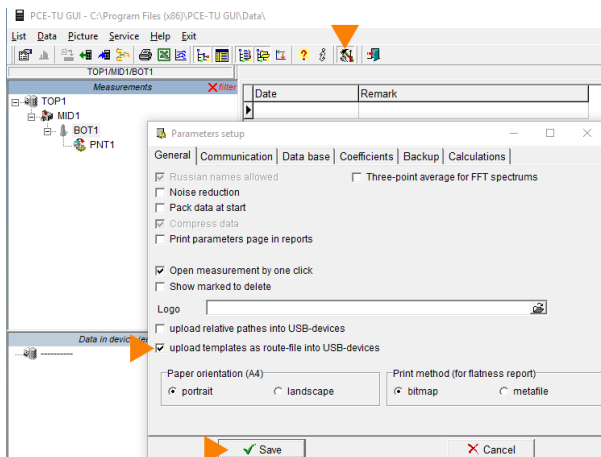 PCE-TU GUI - C:\Program Files (x86)\PCE-TU GUI\Data\
List Data Picture Service Help Exit
TOP1/MID1/BOT1
Measurements filter
Date Remark
TOP1
MID1
BOT1
PNT1
Parameters setup
General Communication Data base Coefficients Backup Calculations
Russian names allowed Three-point average for FFT spectrums
Noise reduction
Pack data at start
Compress data
Print parameters page in reports
Open measurement by one click
Show marked to delete
Logo
upload relative pathes into USB-devices
Data in device
upload templates as route-file into USB-devices
----------
Paper orientation (A4) Print method (for flatness report)
portrait landscape bitmap metafile
Save Cancel